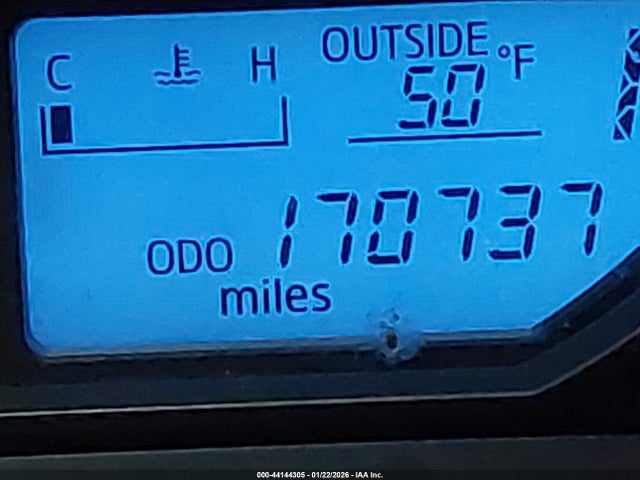 OUTSIDE °F
C H
50
ODO 170737
miles
000-44144305 - 01/22/2026 - IAA Inc.